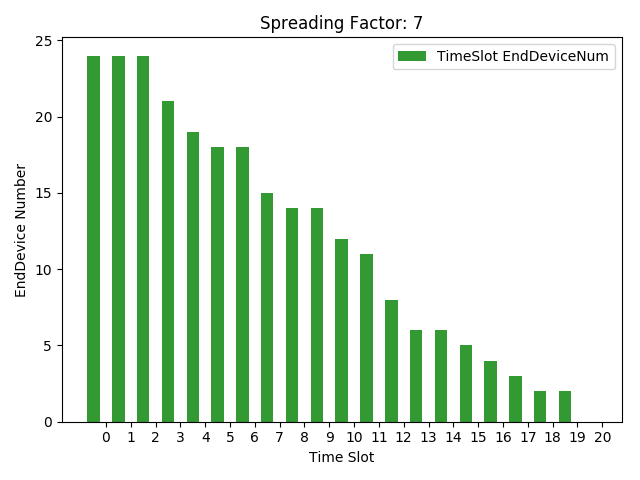 Spreading Factor: 7
TimeSlot EndDeviceNum
EndDevice Number
25
20
15
10
5
0
0 1 2 3 4 5 6 7 8 9 10 11 12 13 14 15 16 17 18 19 20
Time Slot